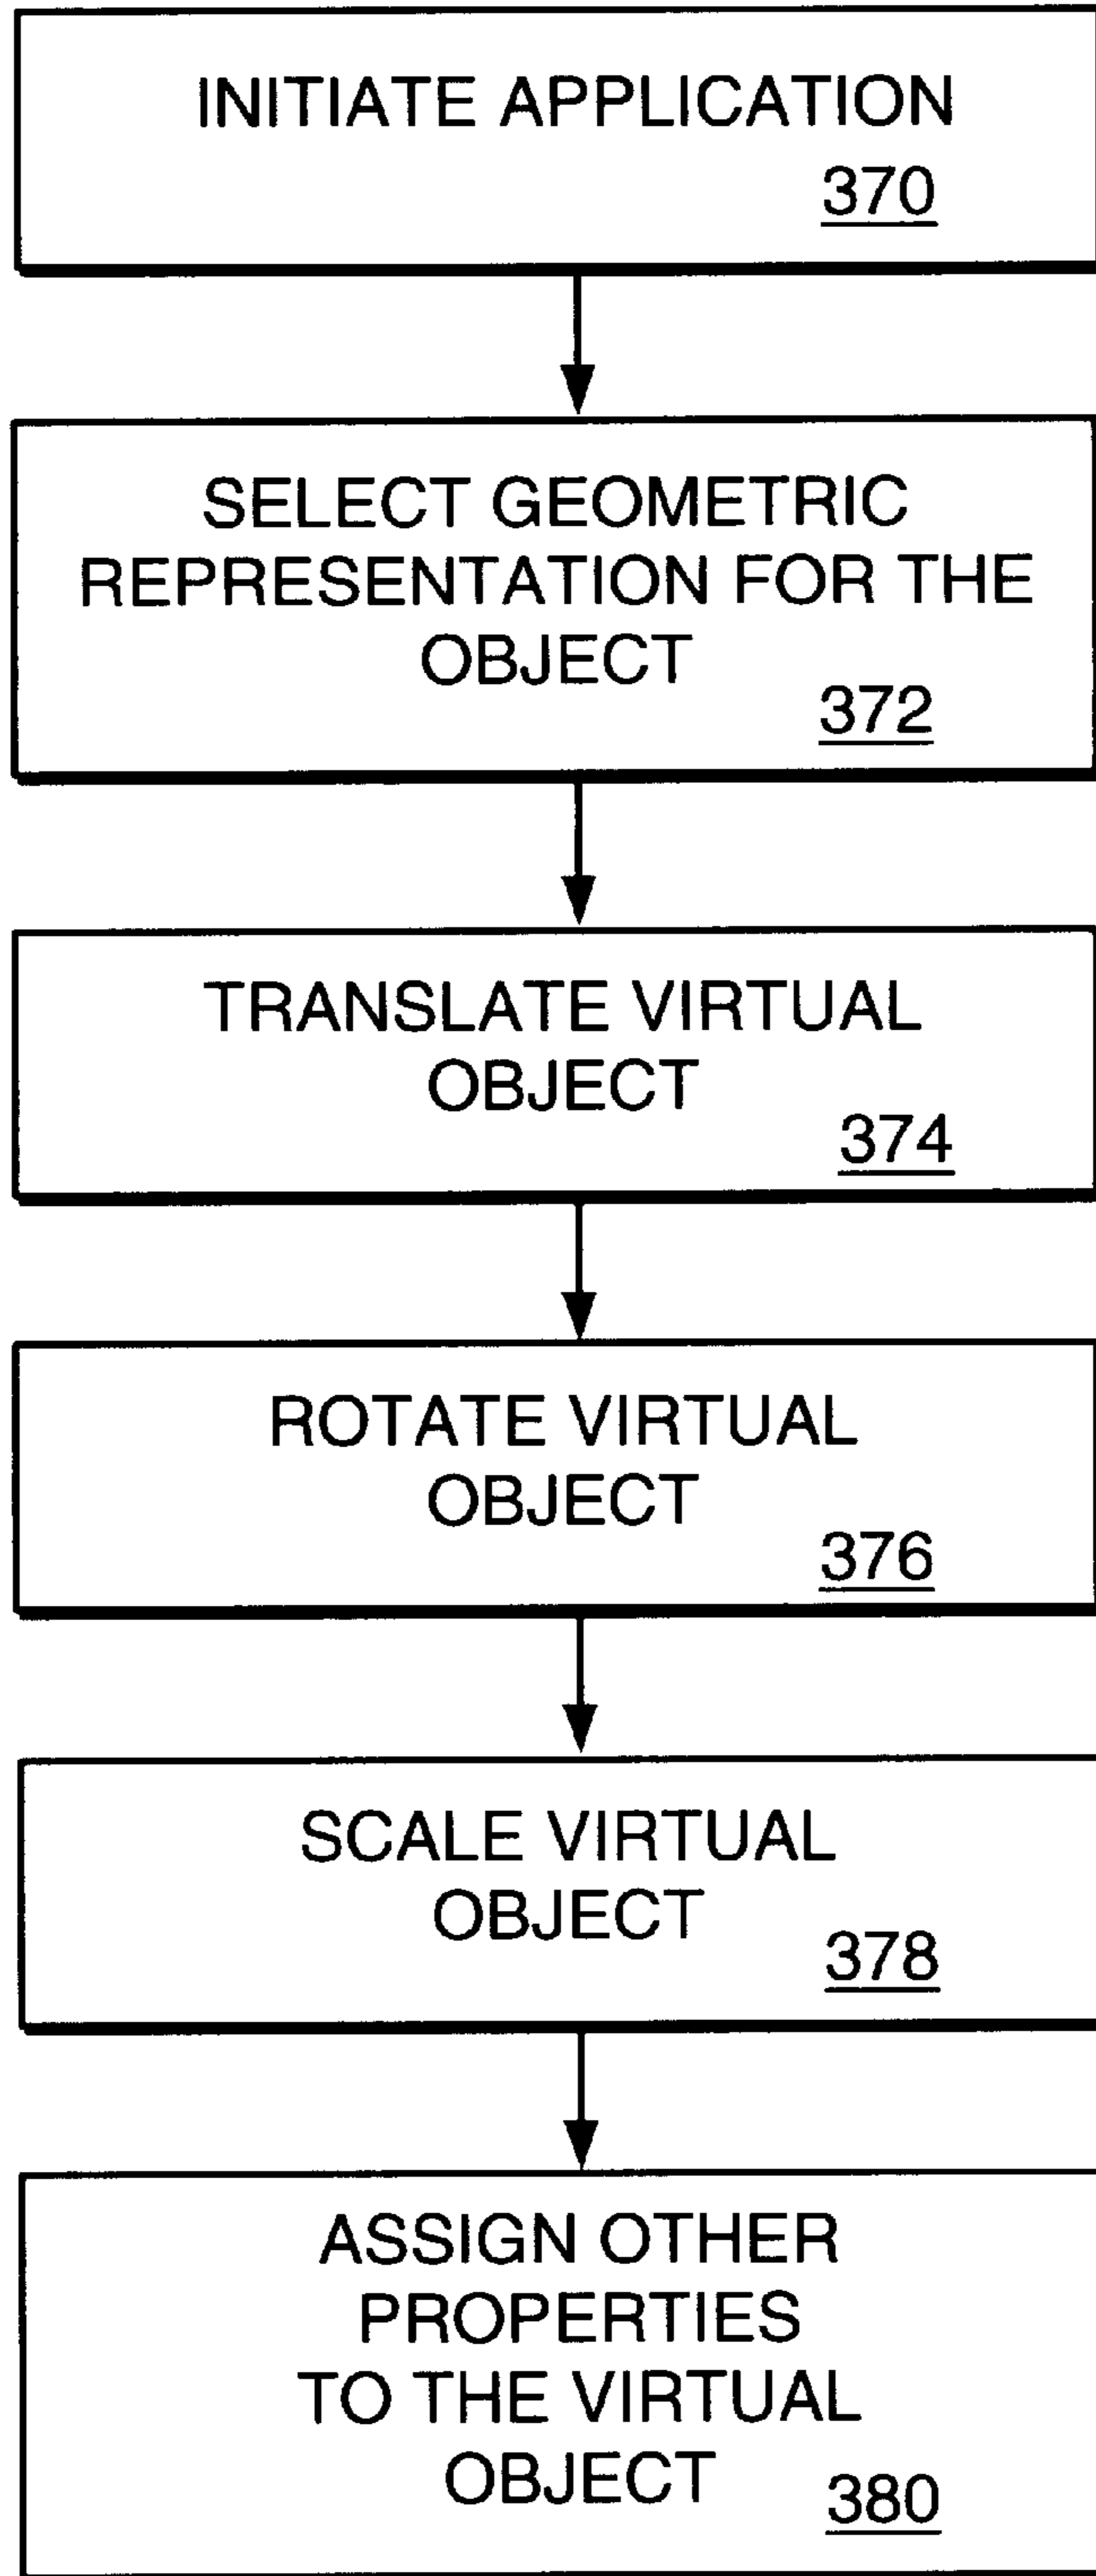 INITIATE APPLICATION
370
SELECT GEOMETRIC
REPRESENTATION FOR THE
OBJECT
372
TRANSLATE VIRTUAL
OBJECT
374
ROTATE VIRTUAL
OBJECT
376
SCALE VIRTUAL
OBJECT
378
ASSIGN OTHER
PROPERTIES
TO THE VIRTUAL
OBJECT
380